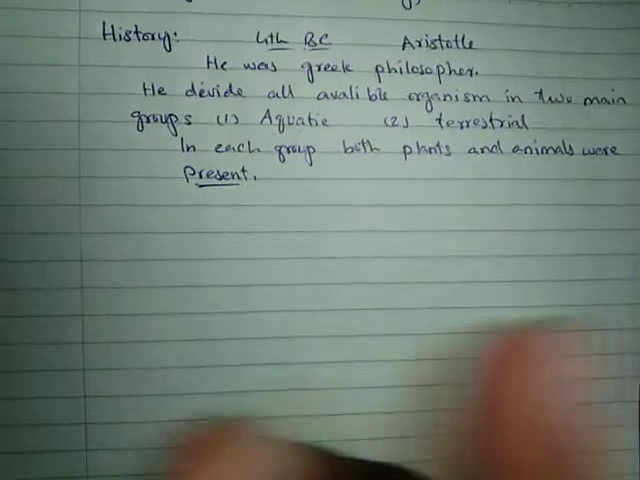 History: 4th BC Aristotle
He was greek philosopher.
He devide all avalible organism in two main
groups (1) Aquatic (2) terrestrial
In each group both plants and animals were
present.